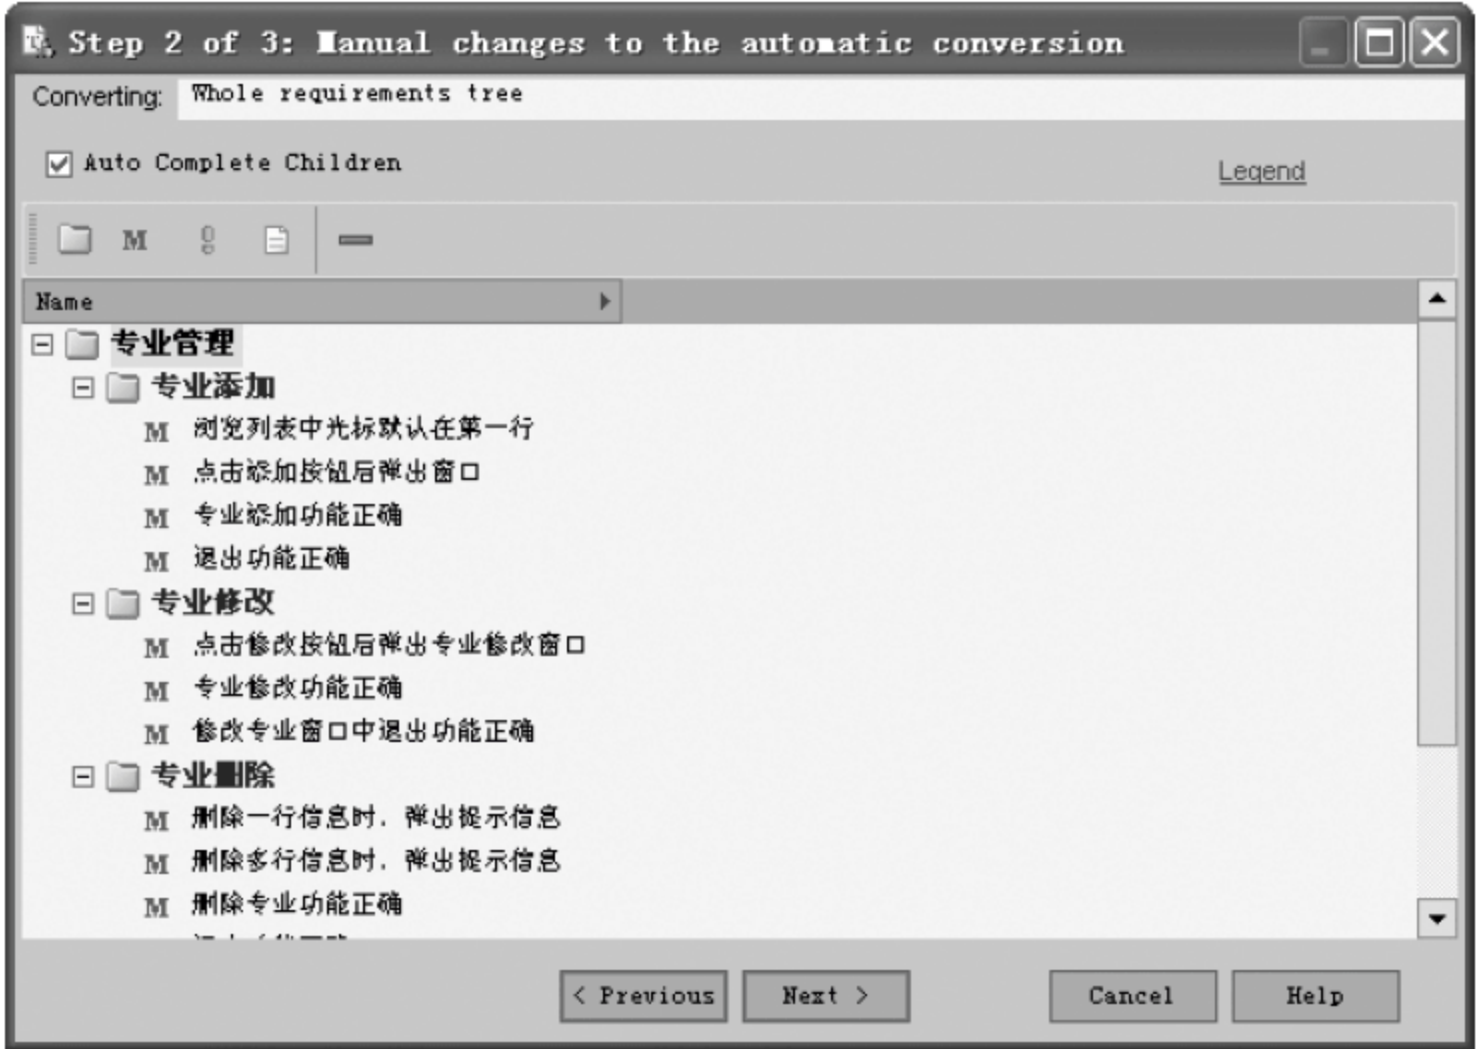 Step 2 of 3: Manual changes to the automatic conversion
Converting: Whole requirements tree
Auto Complete Children
Legend
M
Name
专业管理
专业添加
M 浏览列表中光标默认在第一行
M 点击添加按钮后弹出窗口
M 专业添加功能正确
M 退出功能正确
专业修改
M 点击修改按钮后弹出专业修改窗口
M 专业修改功能正确
M 修改专业窗口中退出功能正确
专业删除
M 删除一行信息时，弹出提示信息
M 删除多行信息时，弹出提示信息
M 删除专业功能正确
< Previous Next > Cancel Help